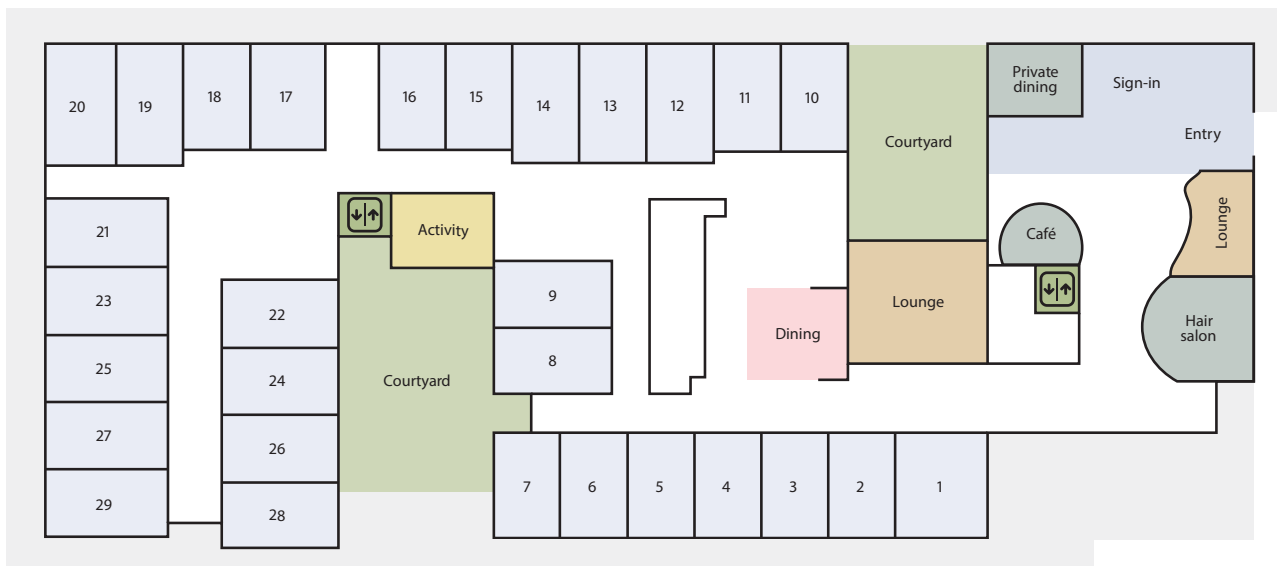 20
19
18
17
16
15
14
13
12
11
10
Private
dining
Sign-in
Entry
Courtyard
Lounge
Café
21
Activity
23
22
9
Lounge
Hair
salon
Dining
8
25
24
Courtyard
27
26
29
28
7
6
5
4
3
2
1